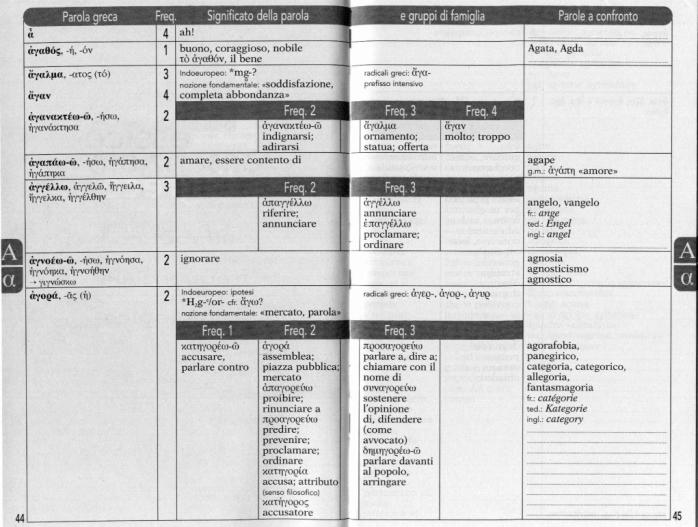 Parola greca Freq. Significato della parola e gruppi di famiglia Parole a confronto
ἆ 4 ah!
ἀγαθός, -ή, -όν 1 buono, coraggioso, nobile Agata, Agda
τὸ ἀγαθόν, il bene
ἄγαλμα, -ατος (τό) 3 Indoeuropeo: *mg-? radicali greci: ἄγα-
nozione fondamentale: «soddisfazione, prefisso intensivo
ἄγαν 4 completa abbondanza»
Freq. 2 Freq. 3 Freq. 4
ἀγανακτέω-ῶ, -ήσω, 2 ἀγανακτέω-ῶ ἄγαλμα ἄγαν
ἠγανάκτησα indignarsi; ornamento; molto; troppo
adirarsi statua; offerta
ἀγαπάω-ῶ, -ήσω, ἠγάπησα, 2 amare, essere contento di agape
ἠγάπηκα g.m.: ἀγάπη «amore»
ἀγγέλλω, ἀγγελῶ, ἤγγειλα, 3 Freq. 2 Freq. 3
ἤγγελκα, ἠγγέλθην ἀπαγγέλλω ἀγγέλλω angelo, vangelo
riferire; annunciare fr.: ange
annunciare ἐπαγγέλλω ted.: Engel
proclamare; ingl.: angel
ordinare
A A
α α
ἀγνοέω-ῶ, -ήσω, ἠγνόησα, 2 ignorare agnosia
ἠγνόηκα, ἠγνοήθην agnosticismo
→ γιγνώσκω agnostico
ἀγορά, -ᾶς (ἡ) 2 Indoeuropeo: ipotesi radicali greci: ἀγερ-, ἀγορ-, ἀγυρ
*H₂g-ᵉ/or- cfr. ἄγω?
nozione fondamentale: «mercato, parola»
Freq. 1 Freq. 2 Freq. 3
κατηγορέω-ῶ ἀγορά προσαγορεύω agorafobia,
accusare, assemblea; parlare a, dire a; panegirico,
parlare contro piazza pubblica; chiamare con il categoria, categorico,
mercato nome di allegoria,
ἀπαγορεύω συναγορεύω fantasmagoria
proibire; sostenere fr.: catégorie
rinunciare a l'opinione ted.: Kategorie
προαγορεύω di, difendere ingl.: category
predire; (come
prevenire; avvocato)
proclamare; δημηγορέω-ῶ
ordinare parlare davanti
κατηγορία al popolo,
accusa; attributo arringare
(senso filosofico)
κατήγορος
accusatore
44 45